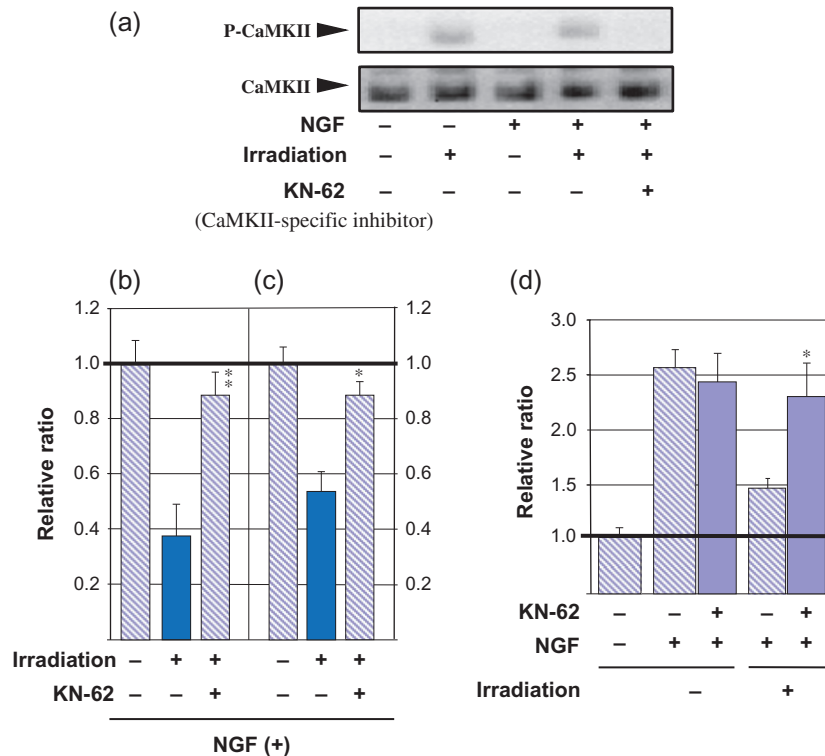 (a)
P-CaMKII
CaMKII
NGF – – + + +
Irradiation – + – + +
KN-62 – – – – +
(CaMKII-specific inhibitor)
(b) (c)
1.2 1.2
1.0 1.0
0.8 0.8
0.6 0.6
0.4 0.4
0.2 0.2
Relative ratio
** *
Irradiation – + + – + +
KN-62 – – + – – +
NGF (+)
(d)
3.0
2.5
2.0
1.5
1.0
Relative ratio
*
KN-62 – – + – +
NGF – + + + +
Irradiation – +